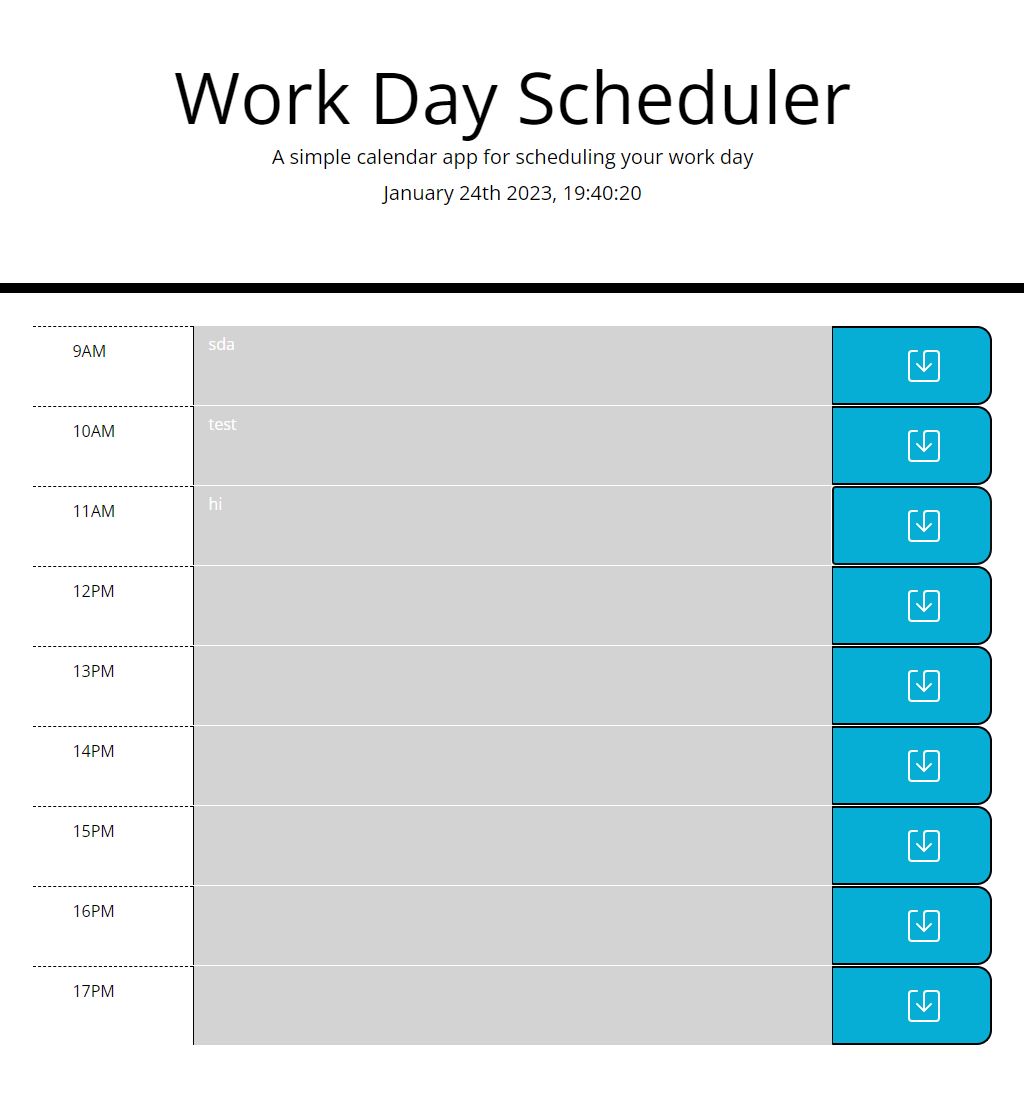 Work Day Scheduler
A simple calendar app for scheduling your work day
January 24th 2023, 19:40:20
9AM
sda
10AM
test
11AM
hi
12PM
13PM
14PM
15PM
16PM
17PM